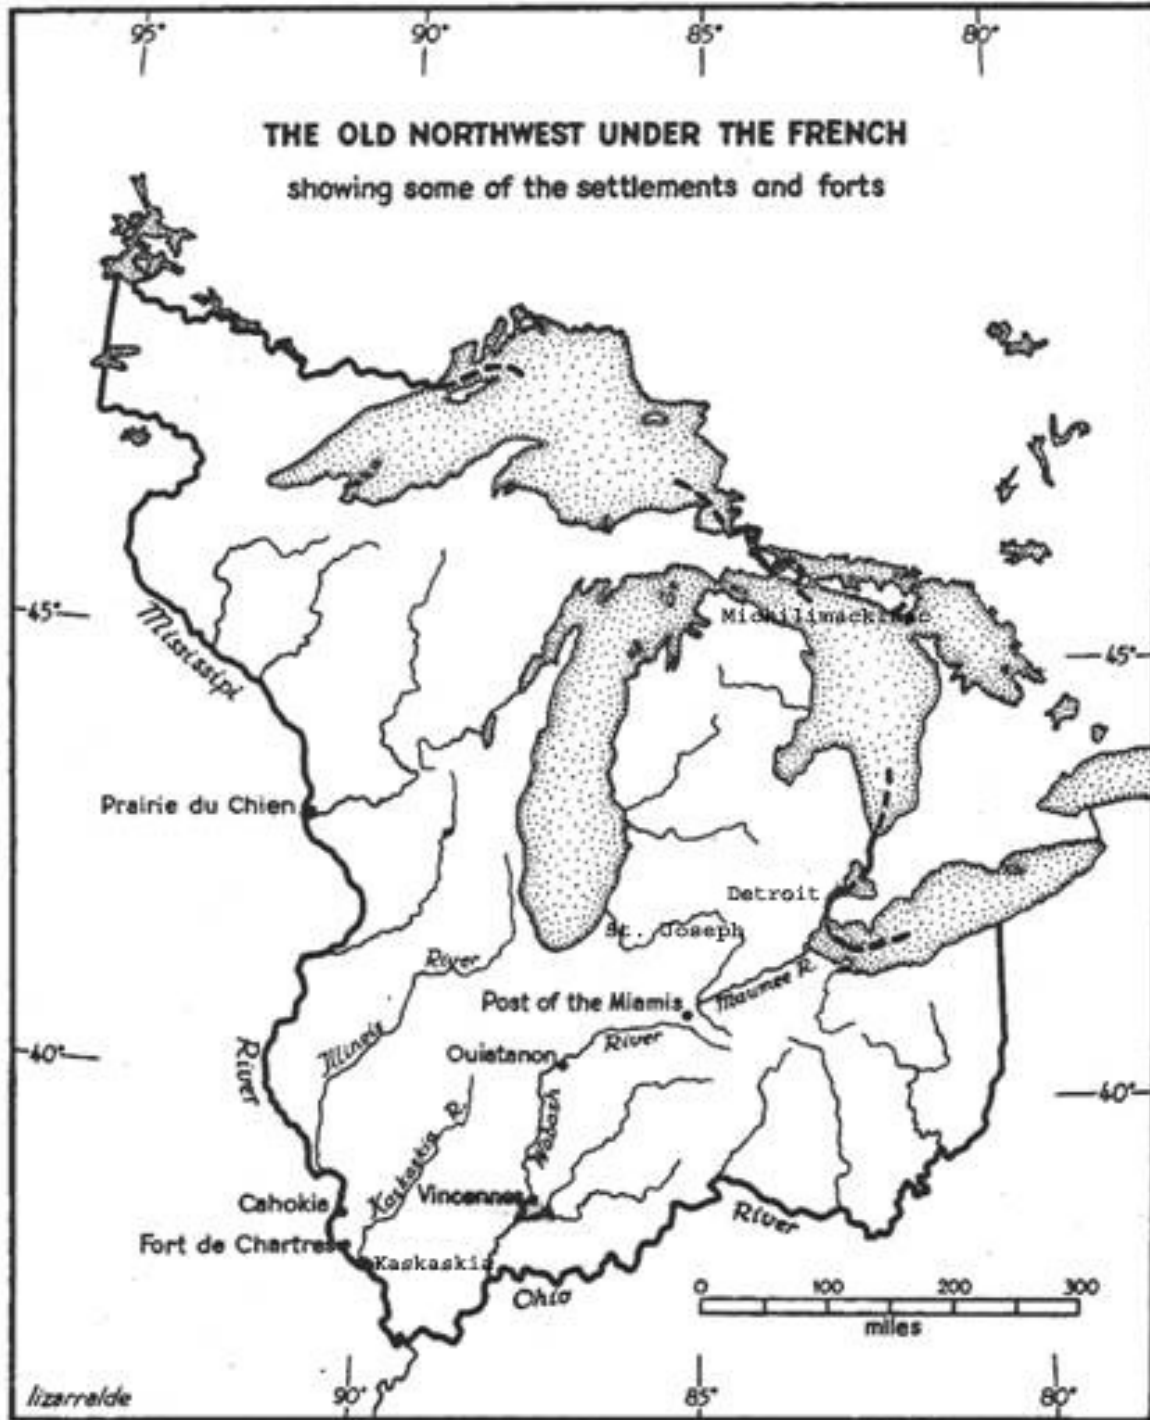 95°
90°
85°
80°
THE OLD NORTHWEST UNDER THE FRENCH
showing some of the settlements and forts
45°
Mississipi
Michilimackinac
45°
Prairie du Chien
Detroit
St. Joseph
River
Maumee R.
Post of the Miamis
Illinois
River
Ouiatanon
40°
River
40°
Wabash
Kaskaskia R.
Vincennes
Cahokia
River
Fort de Chartres
Kaskaskia
Ohio
0 100 200 300
miles
lizarralde
90°
85°
80°